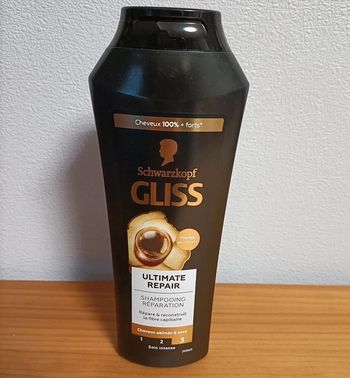 Cheveux 100% + forts*
Schwarzkopf
GLISS
ULTIMATE
REPAIR
SHAMPOOING
RÉPARATION
Répare & reconstruit
la fibre capillaire
Cheveux abîmés & secs
1 2 3
Soin intense